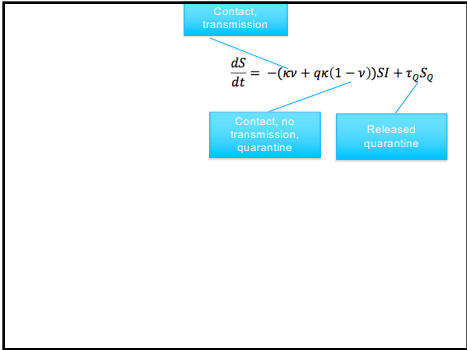 Contact,
transmission
dS/dt = −(κν + qκ(1 − ν))SI + τ_Q S_Q
Contact, no
transmission,
quarantine
Released
quarantine